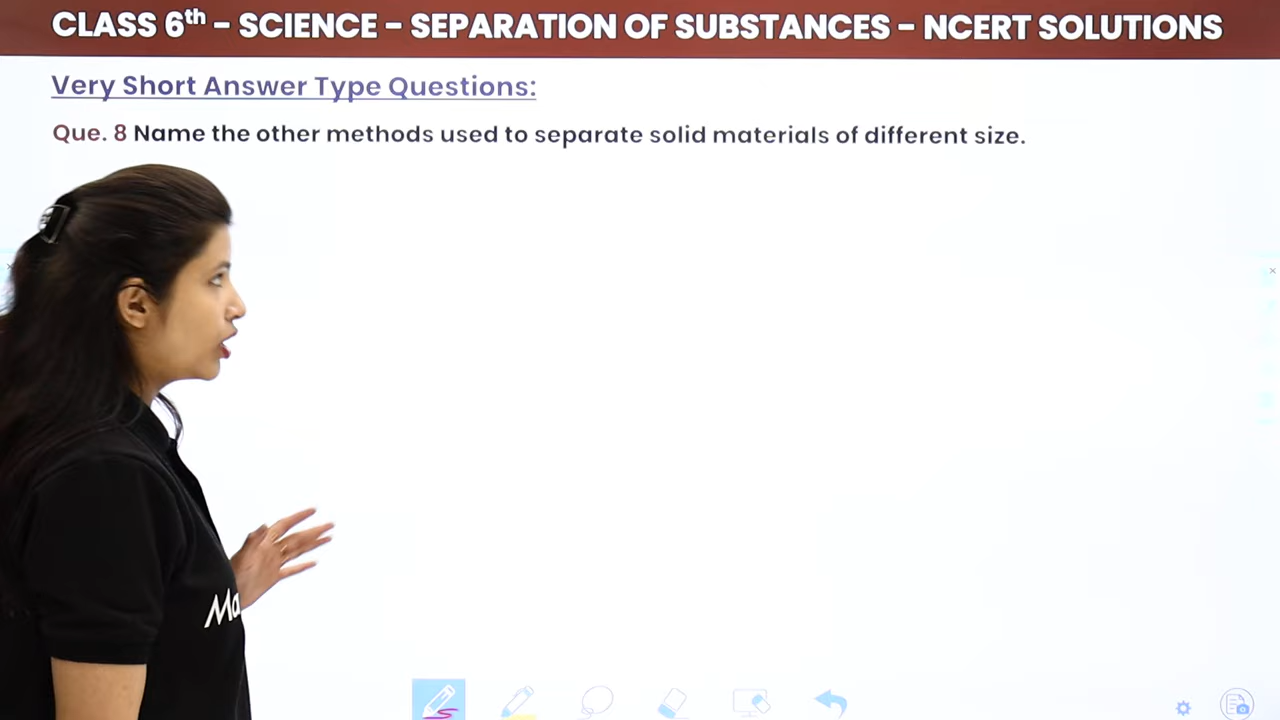 CLASS 6th – SCIENCE – SEPARATION OF SUBSTANCES – NCERT SOLUTIONS
Very Short Answer Type Questions:
Que. 8 Name the other methods used to separate solid materials of different size.
Ma